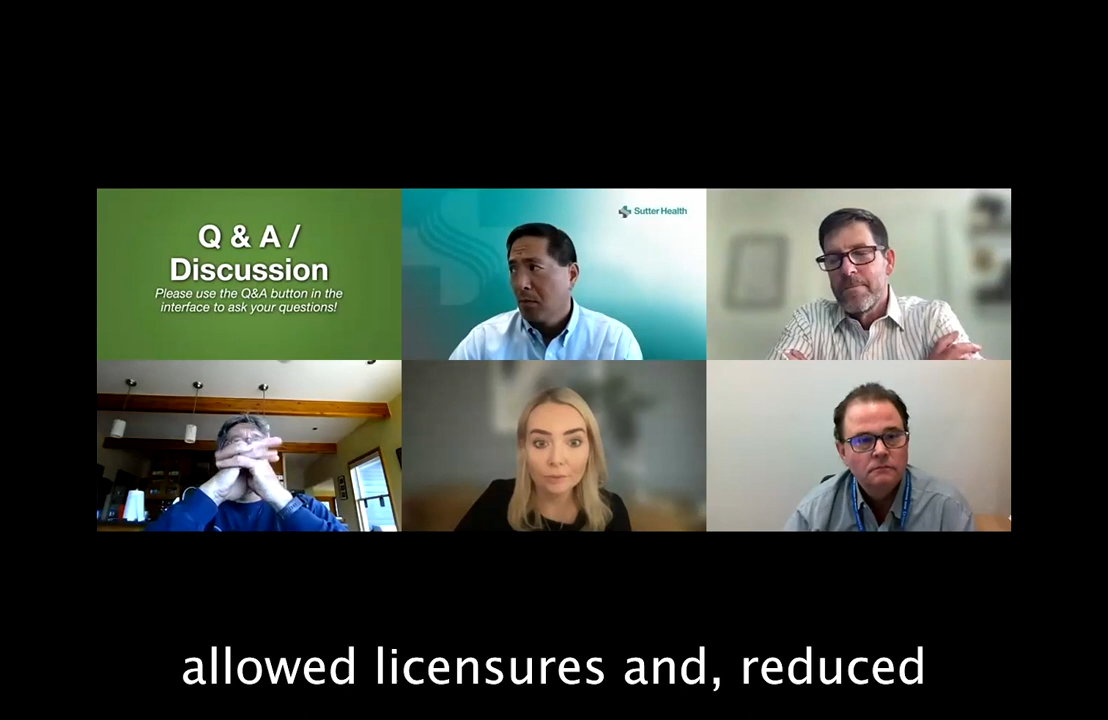 Q & A /
Discussion
Please use the Q&A button in the
interface to ask your questions!
Sutter Health
allowed licensures and, reduced